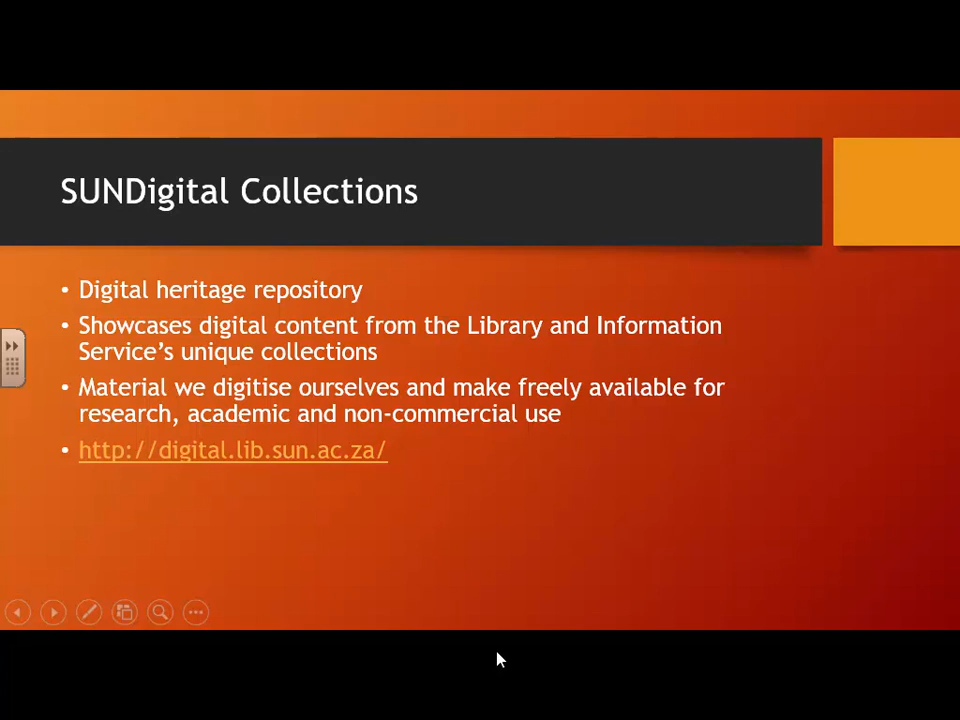 SUNDigital Collections
• Digital heritage repository
• Showcases digital content from the Library and Information
Service’s unique collections
• Material we digitise ourselves and make freely available for
research, academic and non-commercial use
• http://digital.lib.sun.ac.za/